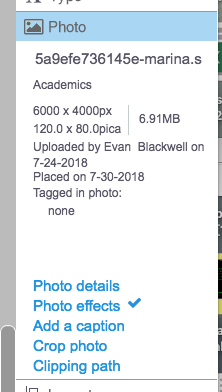 Photo
5a9efe736145e-marina.s
Academics
6000 x 4000px
120.0 x 80.0pica
6.91MB
Uploaded by Evan Blackwell on
7-24-2018
Placed on 7-30-2018
Tagged in photo:
none
Photo details
Photo effects
Add a caption
Crop photo
Clipping path